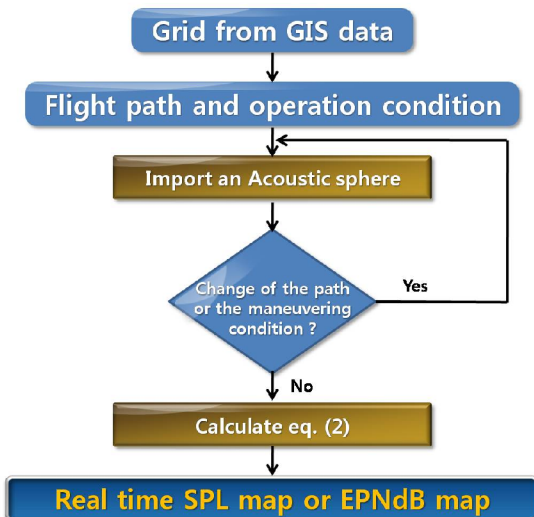 Grid from GIS data
Flight path and operation condition
Import an Acoustic sphere
Change of the path
or the maneuvering
condition ?
Yes
No
Calculate eq. (2)
Real time SPL map or EPNdB map